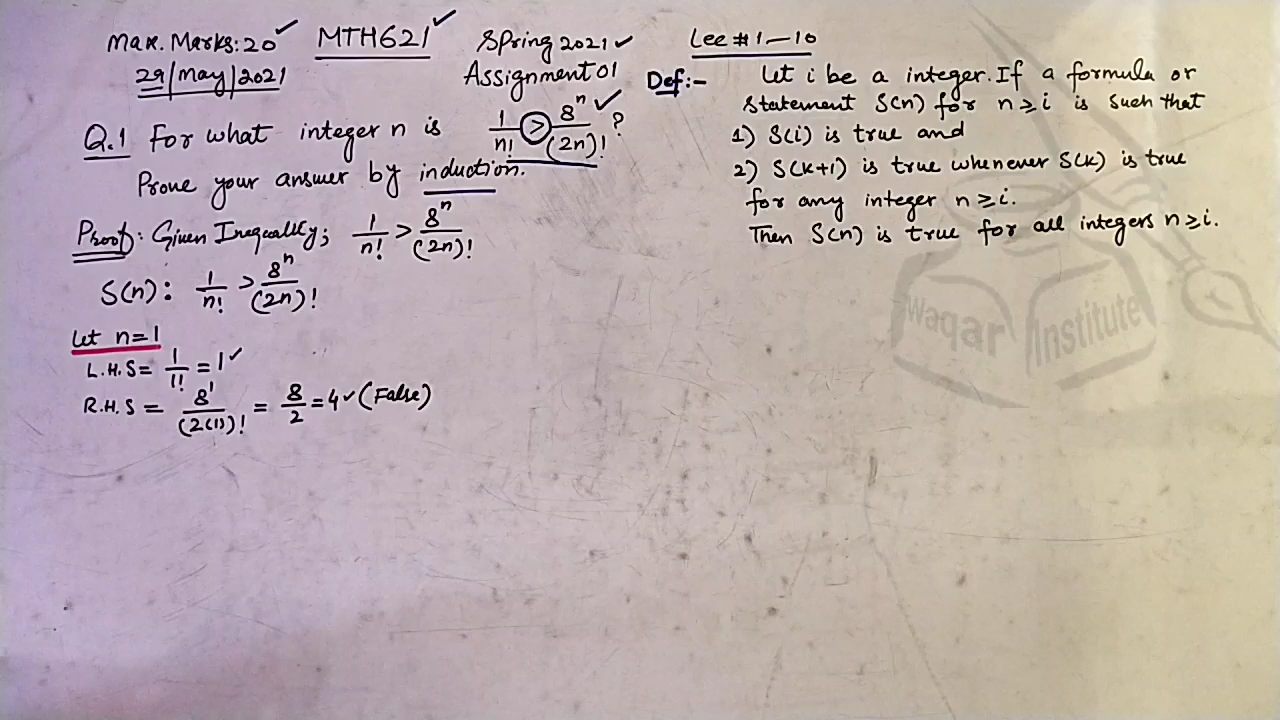 Max. Marks: 20 ✓ MTH621 ✓ Spring 2021 ✓ Lec # 1–10
29/May/2021 Assignment 01
Q.1 For what integer n is 1/n! > 8^n/(2n)! ✓ ?
Prove your answer by induction.
Proof: Given Inequality; 1/n! > 8^n/(2n)!
S(n): 1/n! > 8^n/(2n)!
Let n=1
L.H.S = 1/1! = 1 ✓
R.H.S = 8^1/(2(1))! = 8/2 = 4 ✓ (False)
Def:- Let i be a integer. If a formula or
statement S(n) for n ≥ i is such that
1) S(i) is true and
2) S(k+1) is true whenever S(k) is true
for any integer n ≥ i.
Then S(n) is true for all integers n ≥ i.
Waqar Institute